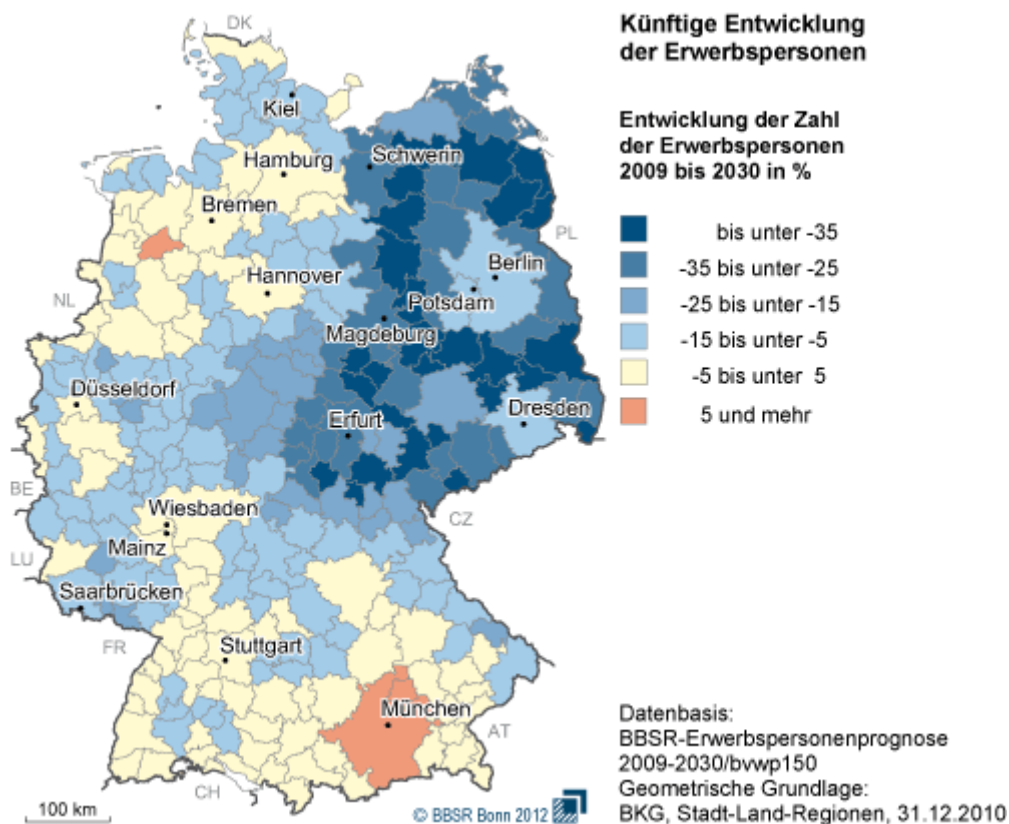 Künftige Entwicklung
der Erwerbspersonen
Entwicklung der Zahl
der Erwerbspersonen
2009 bis 2030 in %
bis unter -35
-35 bis unter -25
-25 bis unter -15
-15 bis unter -5
-5 bis unter 5
5 und mehr
DK
Kiel
Hamburg
Schwerin
Bremen
PL
Berlin
Hannover
NL
Potsdam
Magdeburg
Düsseldorf
Dresden
Erfurt
BE
Wiesbaden
CZ
Mainz
LU
Saarbrücken
FR
Stuttgart
München
AT
CH
100 km
© BBSR Bonn 2012
Datenbasis:
BBSR-Erwerbspersonenprognose
2009-2030/bvwp150
Geometrische Grundlage:
BKG, Stadt-Land-Regionen, 31.12.2010